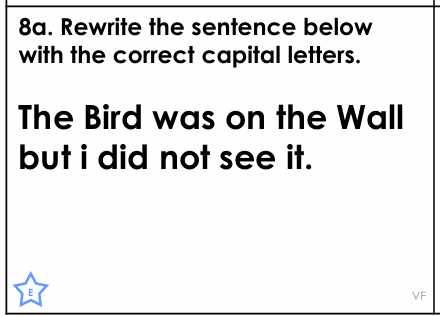 8a. Rewrite the sentence below
with the correct capital letters.
The Bird was on the Wall
but i did not see it.
E
VF